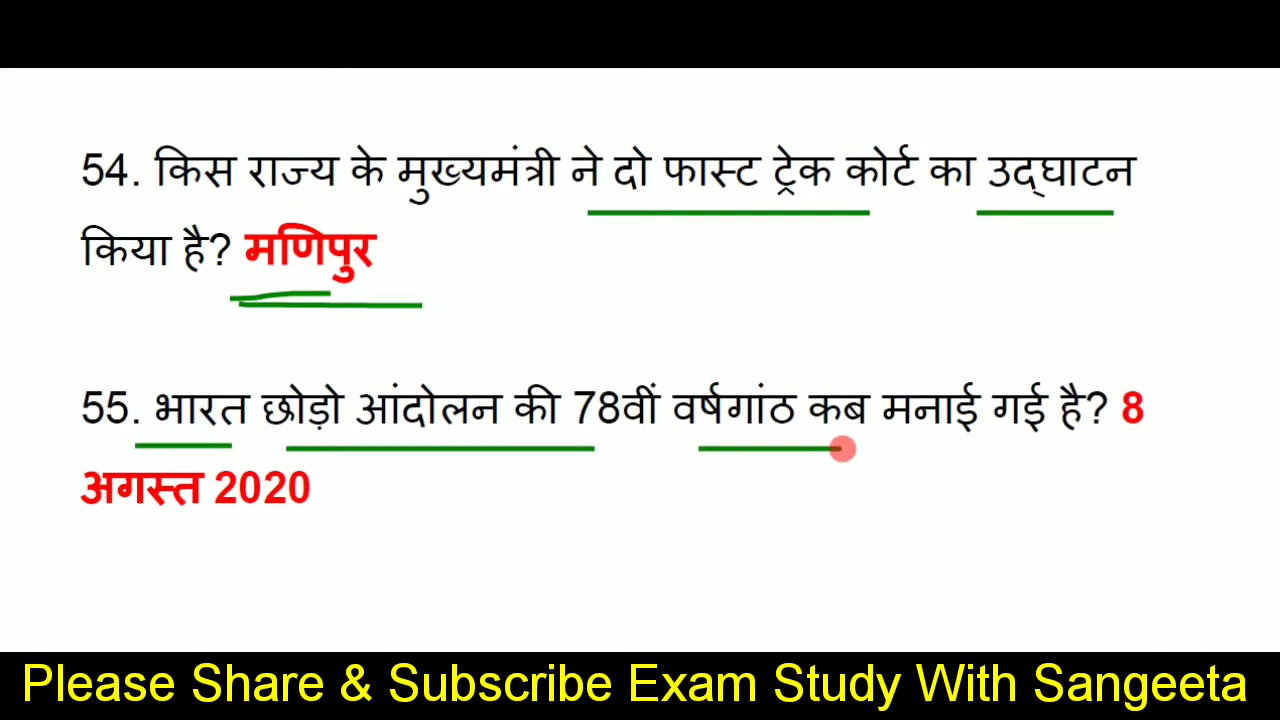 54. किस राज्य के मुख्यमंत्री ने दो फास्ट ट्रेक कोर्ट का उद्घाटन
किया है? मणिपुर
55. भारत छोड़ो आंदोलन की 78वीं वर्षगांठ कब मनाई गई है? 8
अगस्त 2020
Please Share & Subscribe Exam Study With Sangeeta